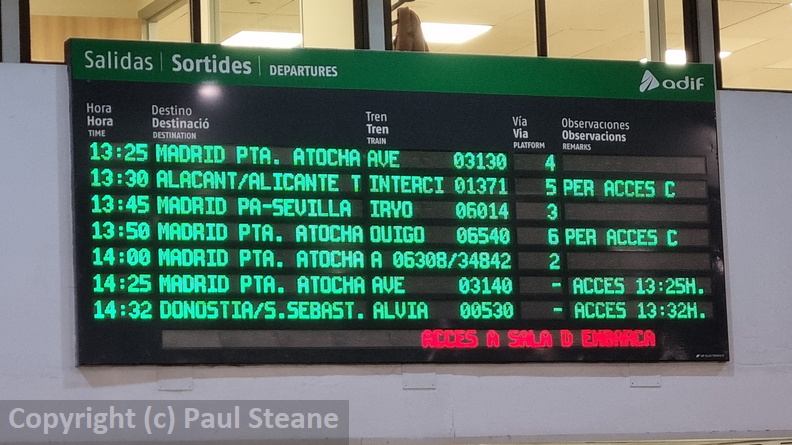 Salidas | Sortides | DEPARTURES adif
Hora Destino Tren Vía Observaciones
Hora Destinació Tren Via Observacions
TIME DESTINATION TRAIN PLATFORM REMARKS
13:25 MADRID PTA. ATOCHA AVE 03130 4
13:30 ALACANT/ALICANTE T INTERCI 01371 5 PER ACCES C
13:45 MADRID PA-SEVILLA IRYO 06014 3
13:50 MADRID PTA. ATOCHA OUIGO 06540 6 PER ACCES C
14:00 MADRID PTA. ATOCHA A 06308/34842 2
14:25 MADRID PTA. ATOCHA AVE 03140 - ACCES 13:25H.
14:32 DONOSTIA/S.SEBAST. ALVIA 00530 - ACCES 13:32H.
ACCES A SALA D EMBARCA
Copyright (c) Paul Steane